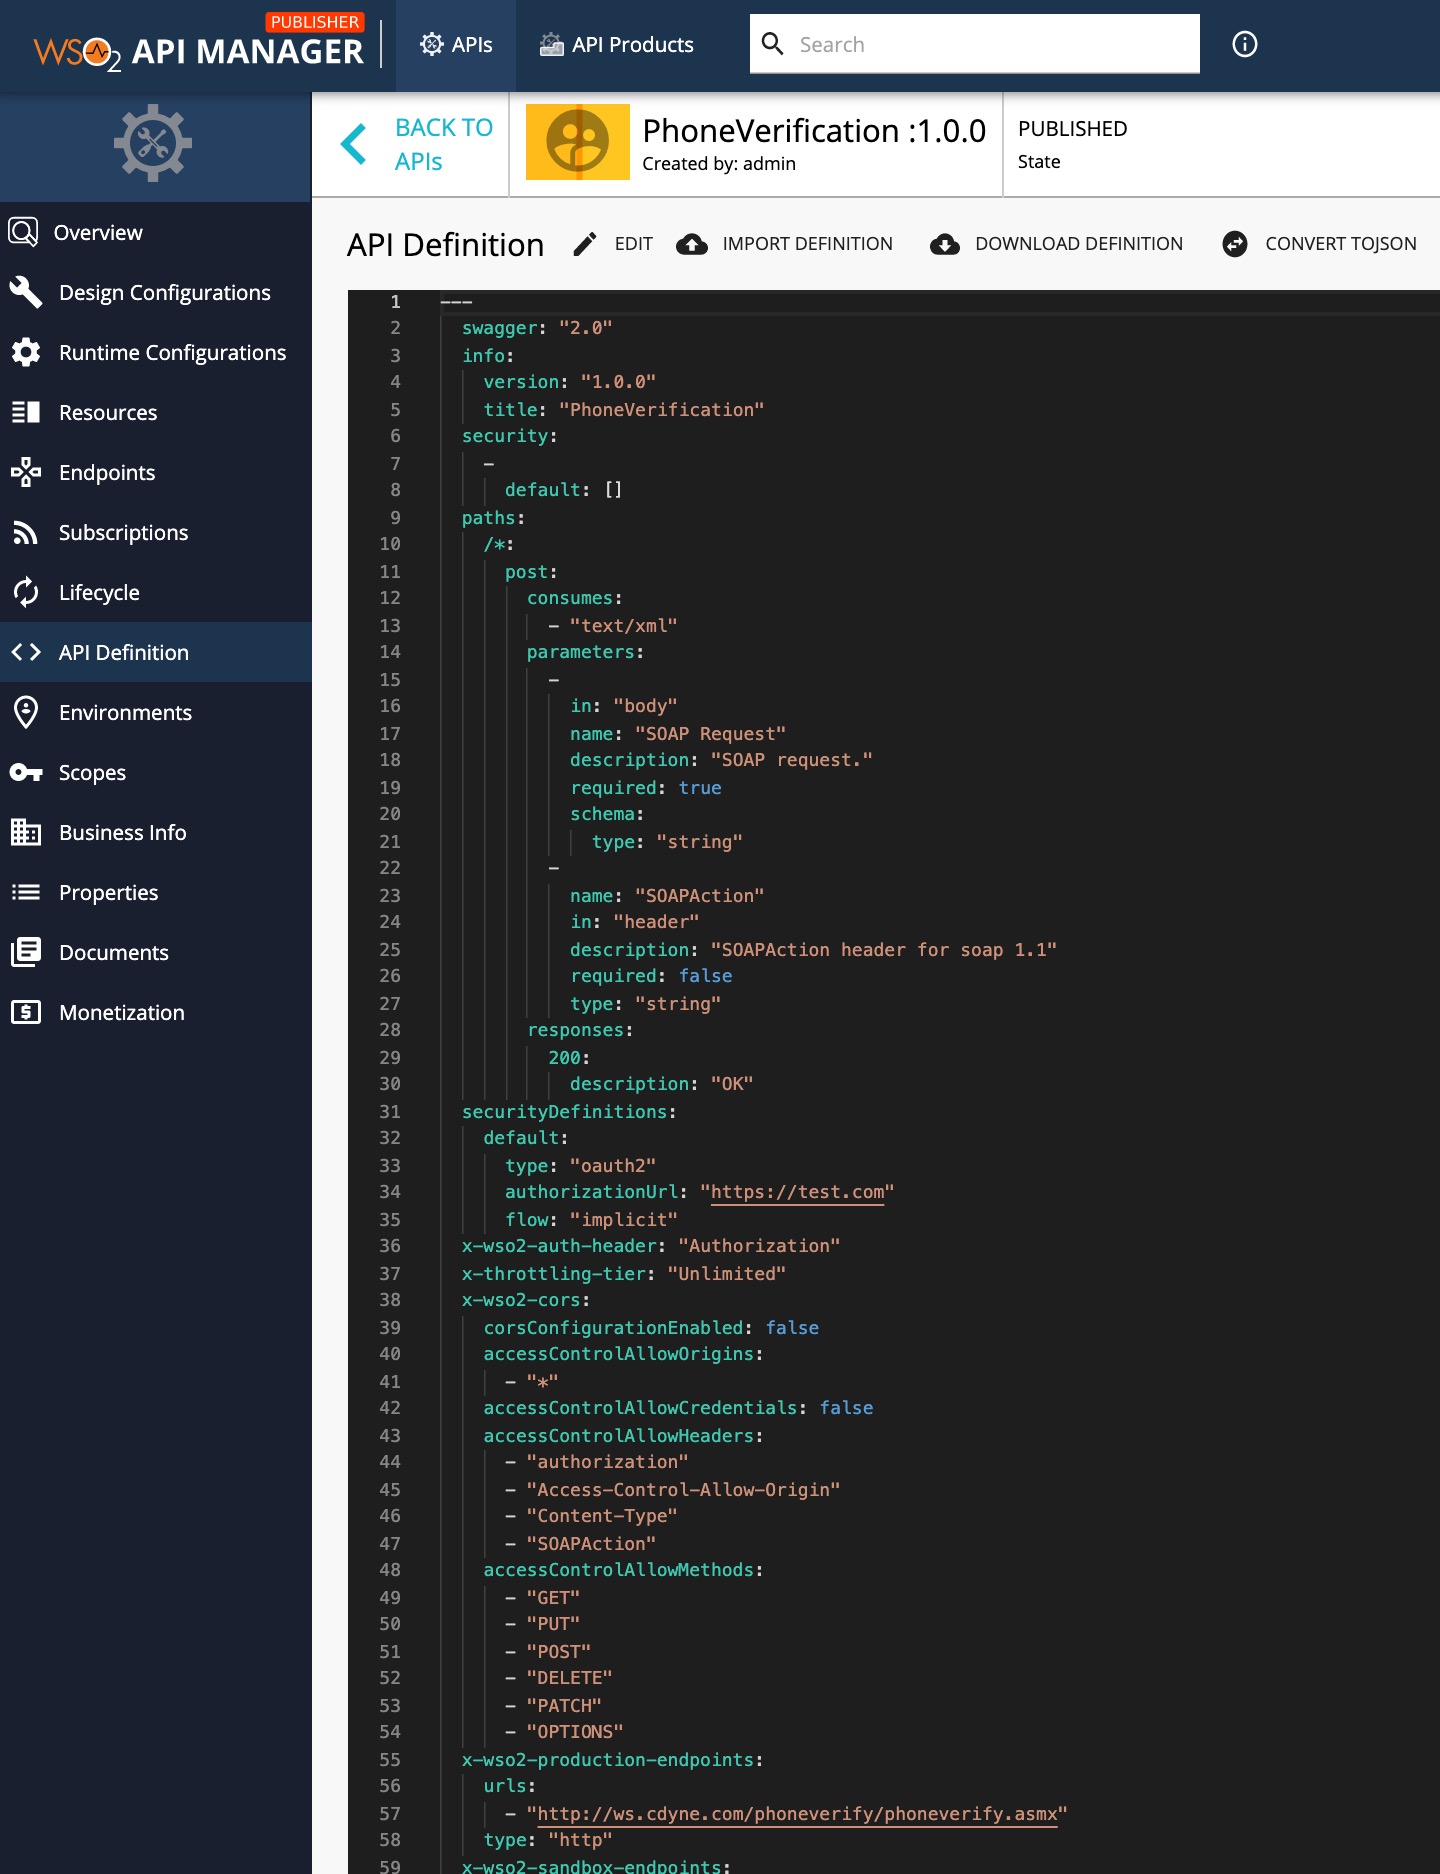 PUBLISHER
WSO2 API MANAGER
APIs
API Products
Search
BACK TO
APIs
PhoneVerification :1.0.0
Created by: admin
PUBLISHED
State
Overview
Design Configurations
Runtime Configurations
Resources
Endpoints
Subscriptions
Lifecycle
API Definition
Environments
Scopes
Business Info
Properties
Documents
Monetization
API Definition
EDIT
IMPORT DEFINITION
DOWNLOAD DEFINITION
CONVERT TOJSON
1 ---
2 swagger: "2.0"
3 info:
4 version: "1.0.0"
5 title: "PhoneVerification"
6 security:
7 -
8 default: []
9 paths:
10 /*:
11 post:
12 consumes:
13 - "text/xml"
14 parameters:
15 -
16 in: "body"
17 name: "SOAP Request"
18 description: "SOAP request."
19 required: true
20 schema:
21 type: "string"
22 -
23 name: "SOAPAction"
24 in: "header"
25 description: "SOAPAction header for soap 1.1"
26 required: false
27 type: "string"
28 responses:
29 200:
30 description: "OK"
31 securityDefinitions:
32 default:
33 type: "oauth2"
34 authorizationUrl: "https://test.com"
35 flow: "implicit"
36 x-wso2-auth-header: "Authorization"
37 x-throttling-tier: "Unlimited"
38 x-wso2-cors:
39 corsConfigurationEnabled: false
40 accessControlAllowOrigins:
41 - "*"
42 accessControlAllowCredentials: false
43 accessControlAllowHeaders:
44 - "authorization"
45 - "Access-Control-Allow-Origin"
46 - "Content-Type"
47 - "SOAPAction"
48 accessControlAllowMethods:
49 - "GET"
50 - "PUT"
51 - "POST"
52 - "DELETE"
53 - "PATCH"
54 - "OPTIONS"
55 x-wso2-production-endpoints:
56 urls:
57 - "http://ws.cdyne.com/phoneverify/phoneverify.asmx"
58 type: "http"
59 x-wso2-sandbox-endpoints: